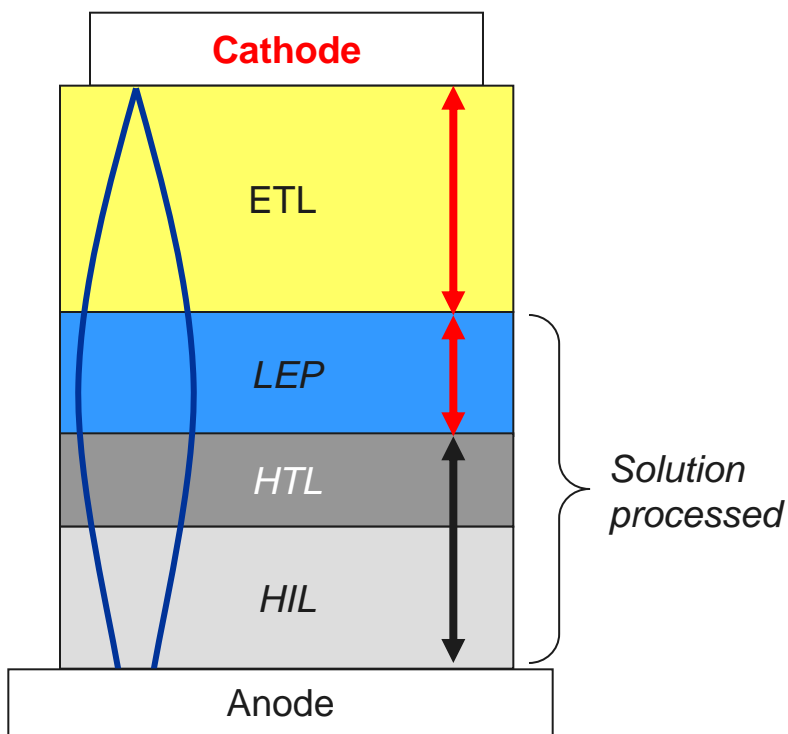 Cathode
ETL
LEP
HTL
HIL
Solution
processed
Anode